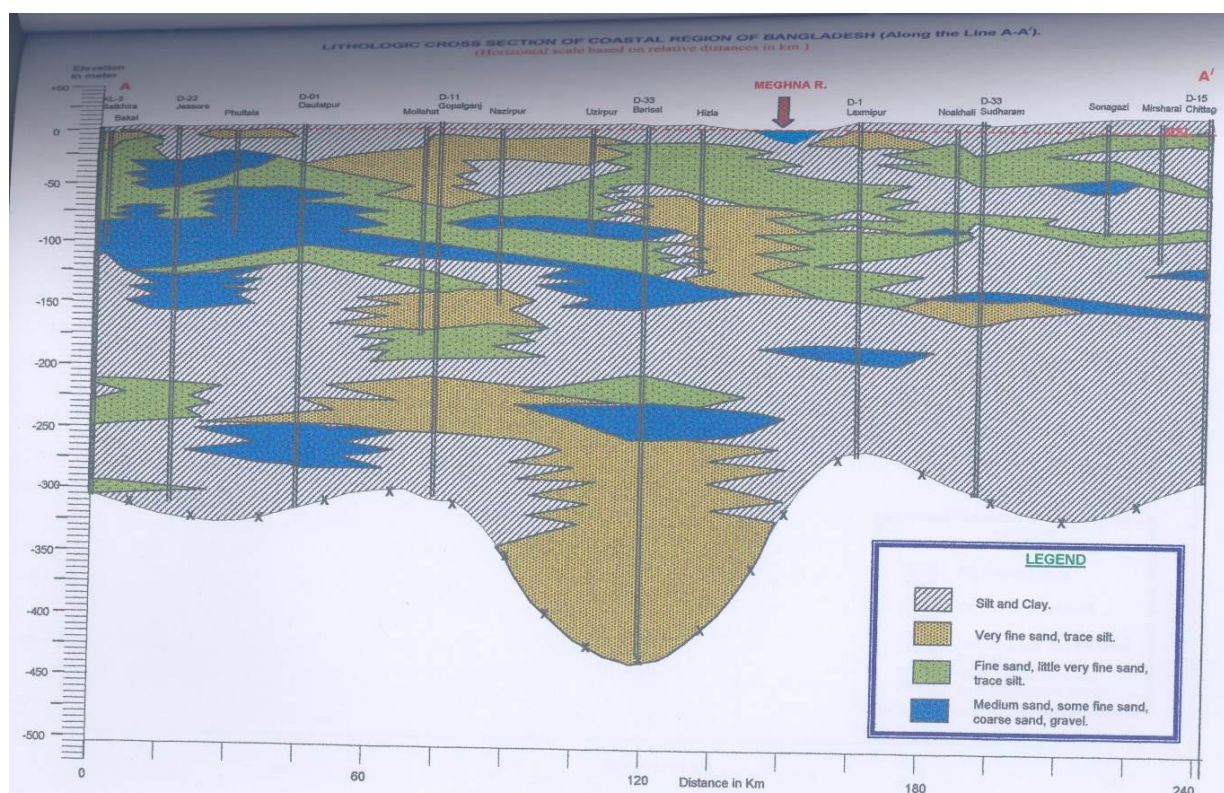 LITHOLOGIC CROSS SECTION OF COASTAL REGION OF BANGLADESH (Along the Line A-A').
(Horizontal scale based on relative distances in km.)
Elevation
in meter
A
A'
MEGHNA R.
KL-3
Satkhira
Bakal
D-22
Jessore
Phultala
D-01
Daulatpur
Mollahat
D-11
Gopalganj
Nazirpur
Uzirpur
D-33
Barisal
Hizla
D-1
Laxmipur
Noakhali
D-33
Sudharam
Sonagazi
Mirsharai
D-15
Chittag
+50
0
MSL
-50
-100
-150
-200
-250
-300
-350
-400
-450
-500
LEGEND
Silt and Clay.
Very fine sand, trace silt.
Fine sand, little very fine sand,
trace silt.
Medium sand, some fine sand,
coarse sand, gravel.
0
60
120
Distance in Km
180
240